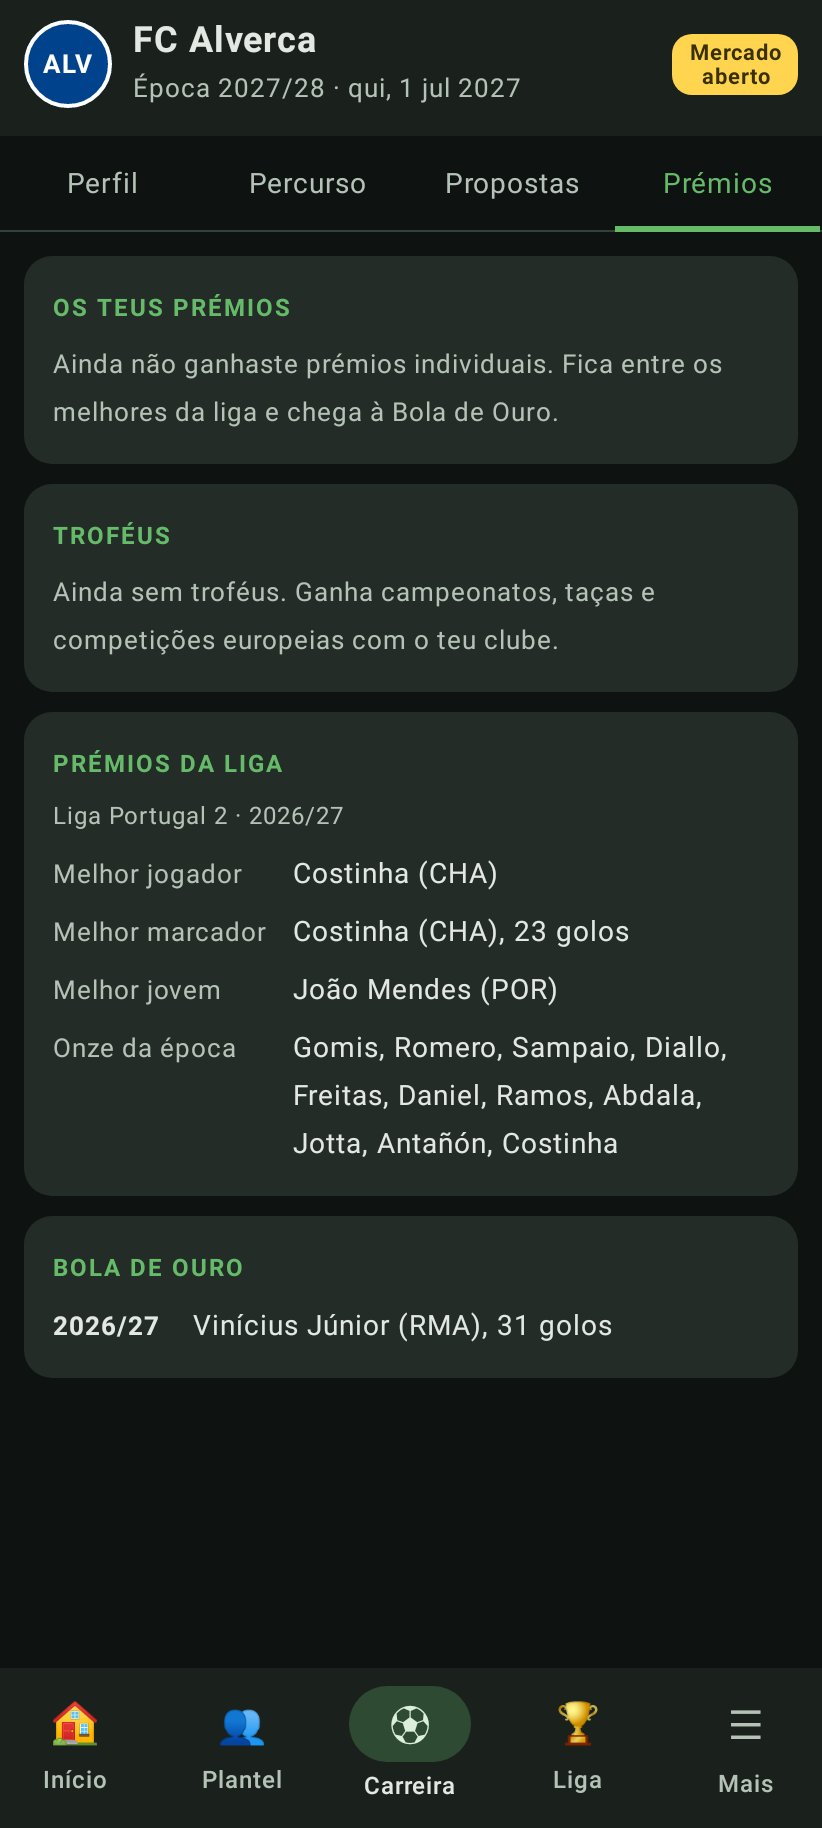 ALV
FC Alverca
Época 2027/28 · qui, 1 jul 2027
Mercado
aberto
Perfil
Percurso
Propostas
Prémios
OS TEUS PRÉMIOS
Ainda não ganhaste prémios individuais. Fica entre os
melhores da liga e chega à Bola de Ouro.
TROFÉUS
Ainda sem troféus. Ganha campeonatos, taças e
competições europeias com o teu clube.
PRÉMIOS DA LIGA
Liga Portugal 2 · 2026/27
Melhor jogador Costinha (CHA)
Melhor marcador Costinha (CHA), 23 golos
Melhor jovem João Mendes (POR)
Onze da época Gomis, Romero, Sampaio, Diallo,
Freitas, Daniel, Ramos, Abdala,
Jotta, Antañón, Costinha
BOLA DE OURO
2026/27 Vinícius Júnior (RMA), 31 golos
Início
Plantel
Carreira
Liga
Mais